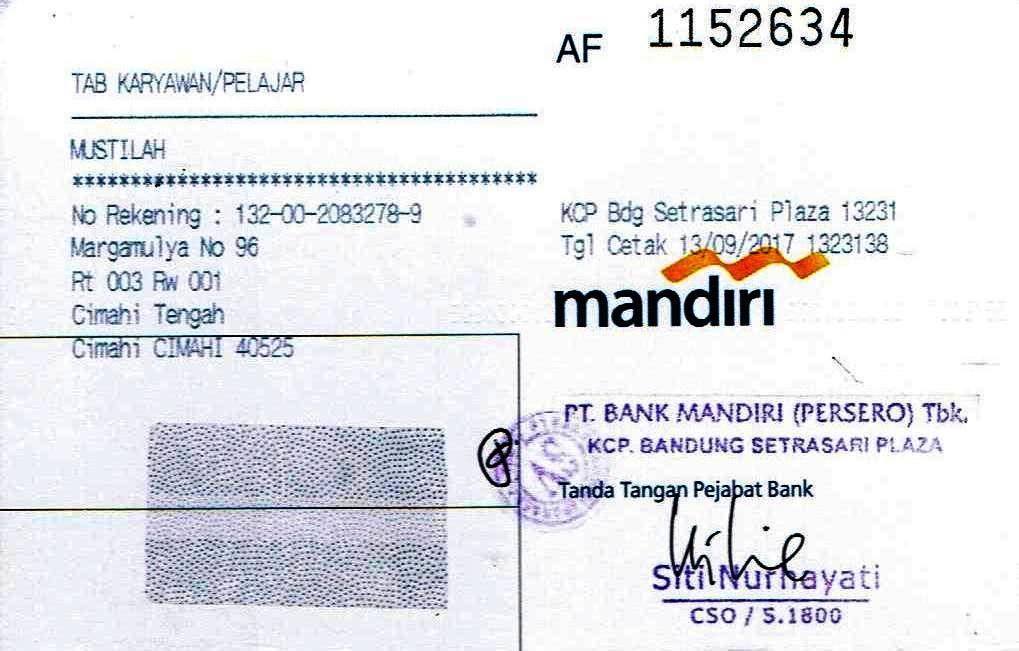 AF 1152634
TAB KARYAWAN/PELAJAR
MUSTILAH
****************************************
No Rekening : 132-00-2083278-9
Margamulya No 96
Rt 003 Rw 001
Cimahi Tengah
Cimahi CIMAHI 40525
KCP Bdg Setrasari Plaza 13231
Tgl Cetak 13/09/2017 1323138
mandiri
PT. BANK MANDIRI (PERSERO) Tbk.
KCP. BANDUNG SETRASARI PLAZA
Tanda Tangan Pejabat Bank
Siti Nurhayati
CSO / S.1800